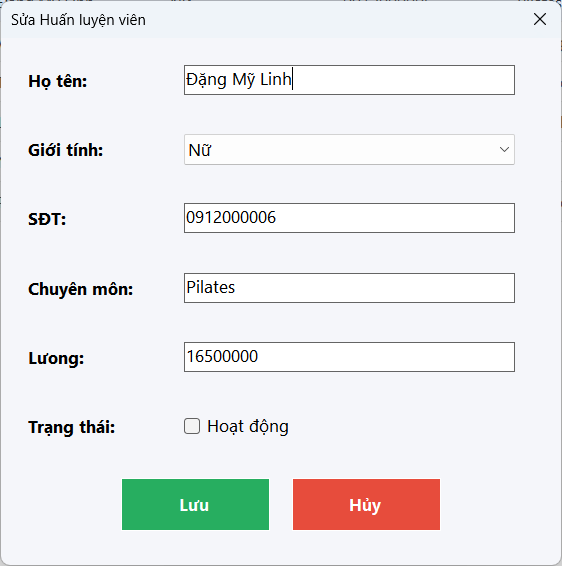 Sửa Huấn luyện viên
Họ tên: Đặng Mỹ Linh
Giới tính: Nữ
SĐT: 0912000006
Chuyên môn: Pilates
Lương: 16500000
Trạng thái: Hoạt động
Lưu Hủy